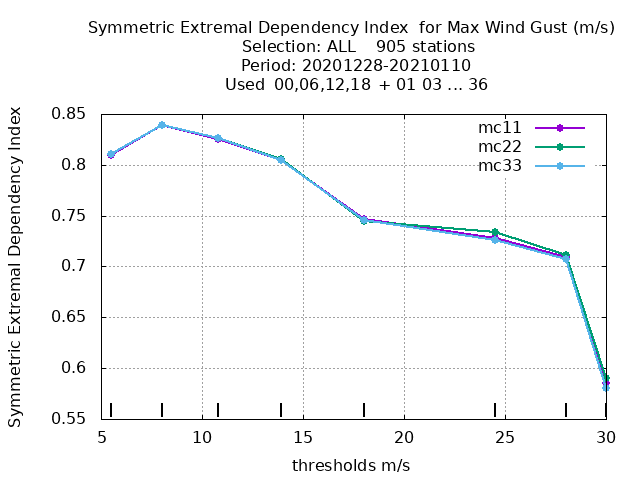 Symmetric Extremal Dependency Index  for Max Wind Gust (m/s)
Selection: ALL    905 stations
Period: 20201228-20210110
Used  00,06,12,18  + 01 03 ... 36
Symmetric Extremal Dependency Index
0.85
0.8
0.75
0.7
0.65
0.6
0.55
mc11
mc22
mc33
5 10 15 20 25 30
thresholds m/s